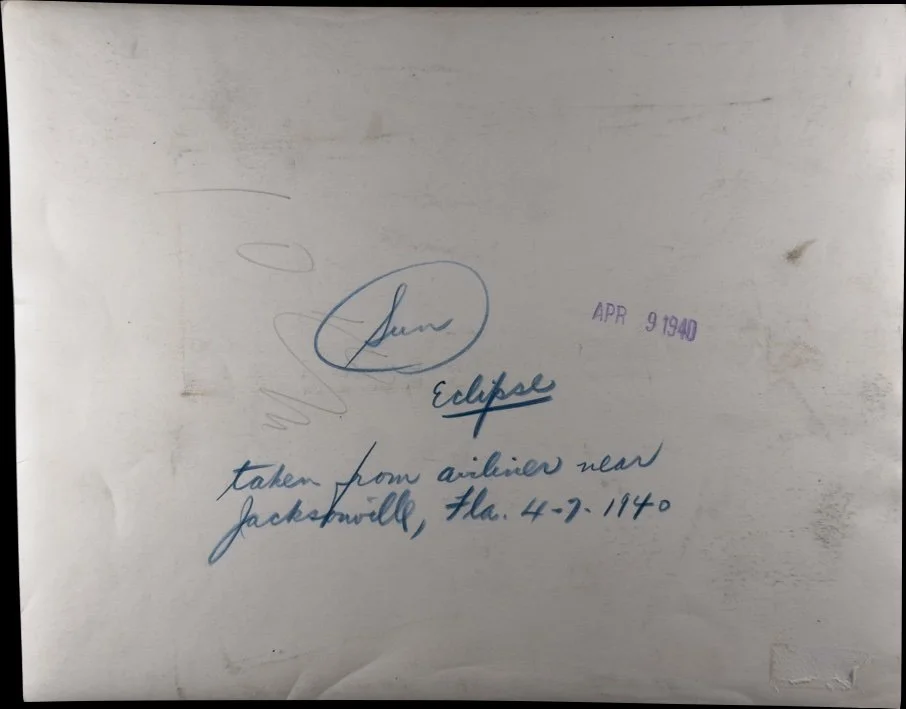 Sun
APR 9 1940
Eclipse
taken from airliner near
Jacksonville, Fla. 4-7-1940